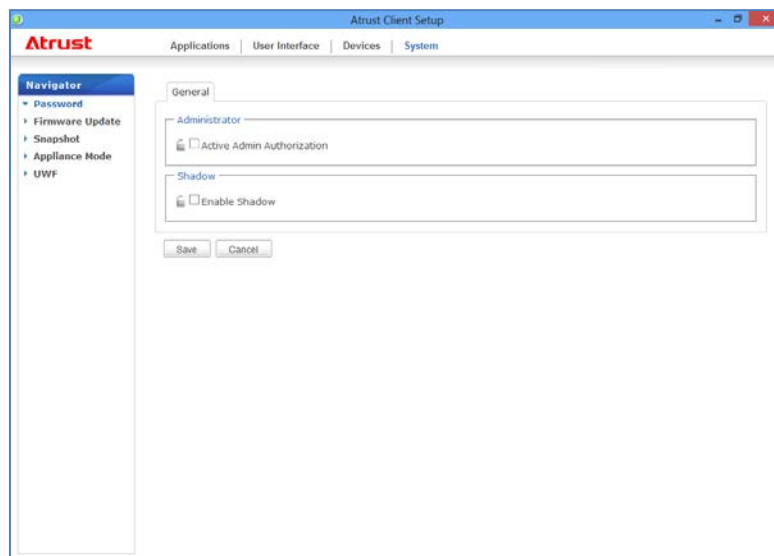 Atrust Client Setup
Atrust
Applications | User Interface | Devices | System
Navigator
Password
Firmware Update
Snapshot
Appliance Mode
UWF
General
Administrator
Active Admin Authorization
Shadow
Enable Shadow
Save Cancel